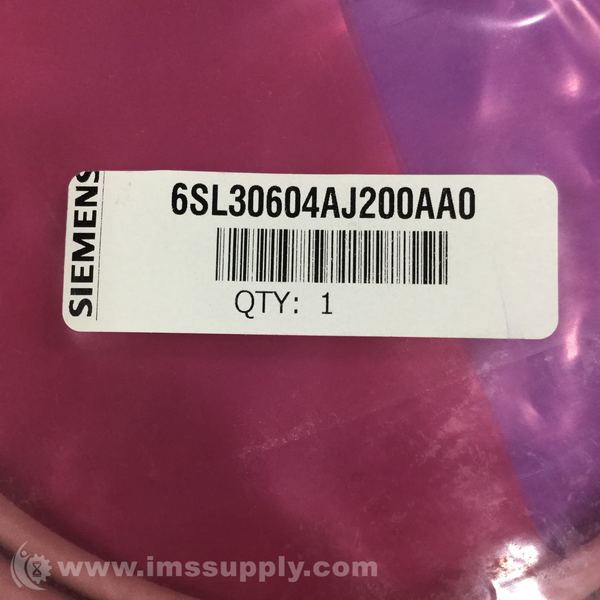 SIEMENS
6SL30604AJ200AA0
QTY: 1
www.imssupply.com